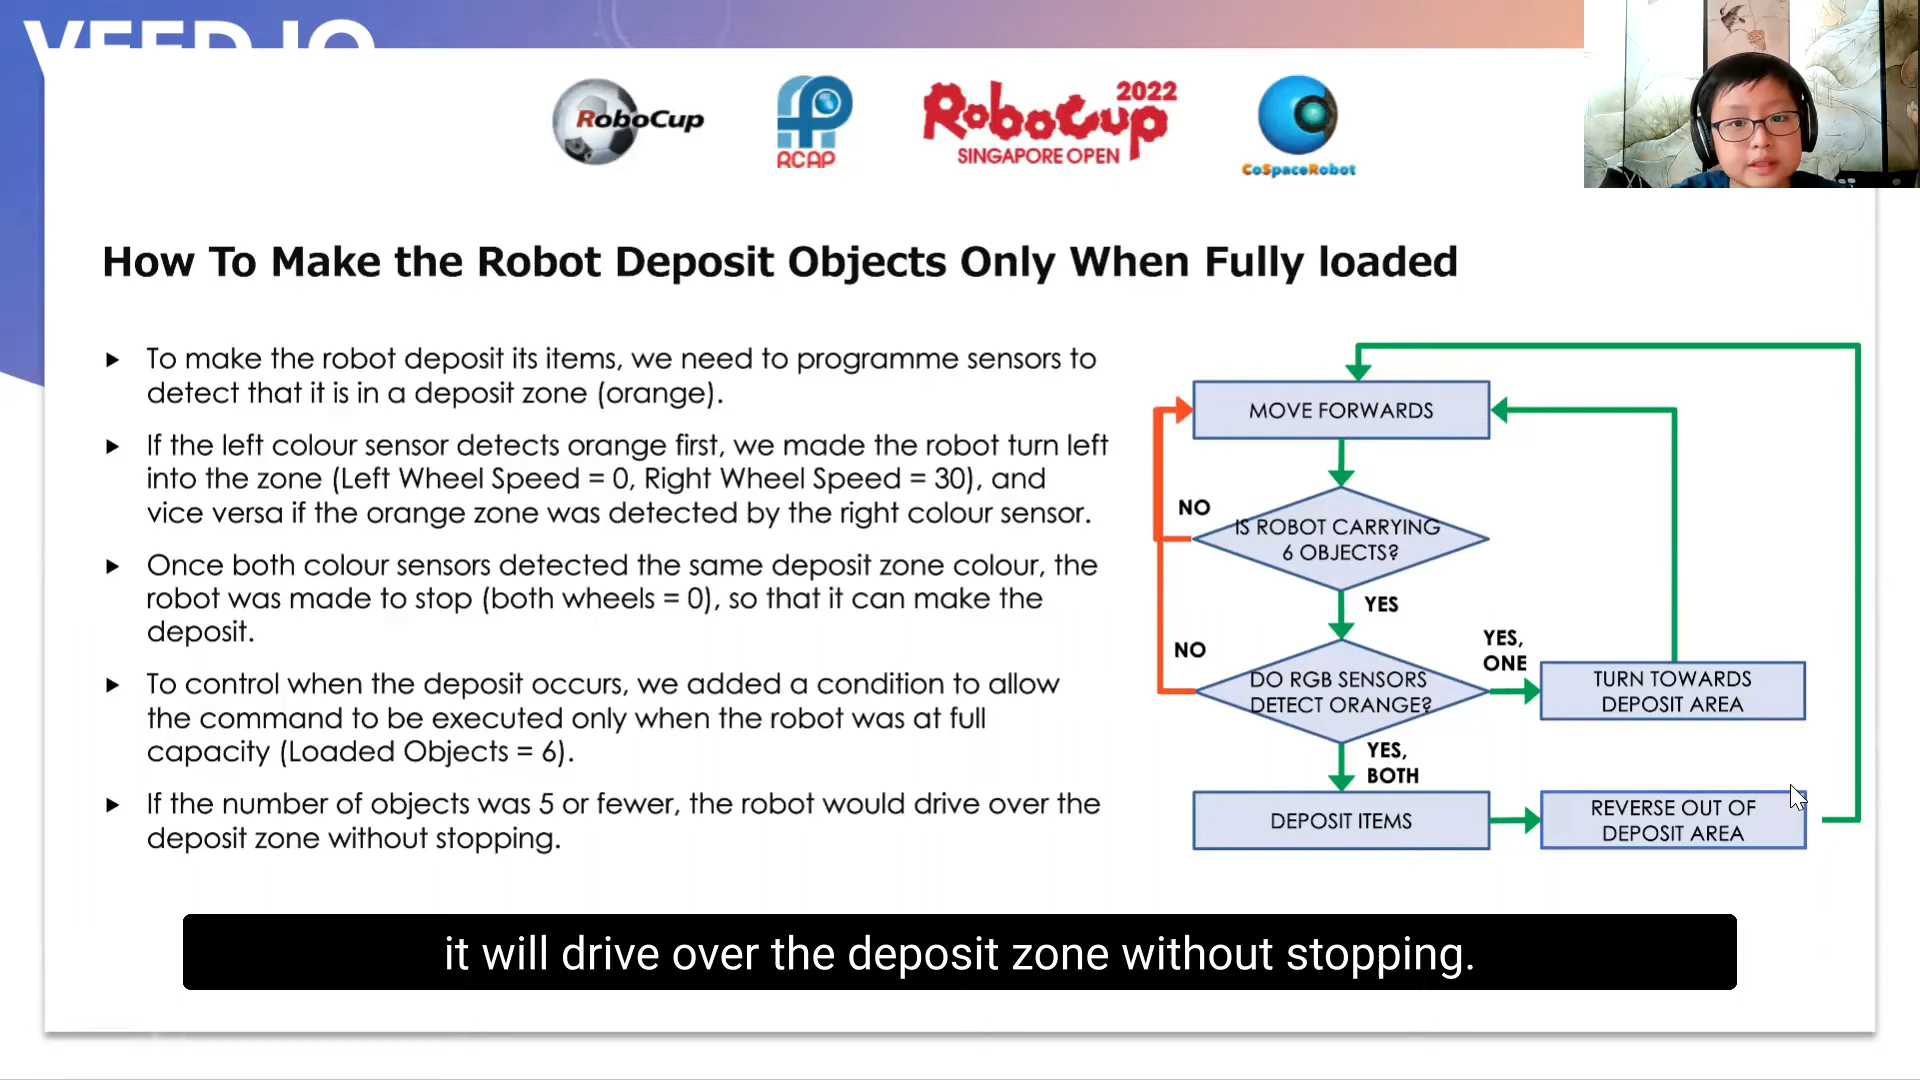 VEED.IO
RoboCup
RCAP
RoboCup 2022
SINGAPORE OPEN
CoSpaceRobot
How To Make the Robot Deposit Objects Only When Fully loaded
To make the robot deposit its items, we need to programme sensors to
detect that it is in a deposit zone (orange).
If the left colour sensor detects orange first, we made the robot turn left
into the zone (Left Wheel Speed = 0, Right Wheel Speed = 30), and
vice versa if the orange zone was detected by the right colour sensor.
Once both colour sensors detected the same deposit zone colour, the
robot was made to stop (both wheels = 0), so that it can make the
deposit.
To control when the deposit occurs, we added a condition to allow
the command to be executed only when the robot was at full
capacity (Loaded Objects = 6).
If the number of objects was 5 or fewer, the robot would drive over the
deposit zone without stopping.
MOVE FORWARDS
NO
IS ROBOT CARRYING
6 OBJECTS?
YES
NO
DO RGB SENSORS
DETECT ORANGE?
YES,
ONE
TURN TOWARDS
DEPOSIT AREA
YES,
BOTH
DEPOSIT ITEMS
REVERSE OUT OF
DEPOSIT AREA
it will drive over the deposit zone without stopping.